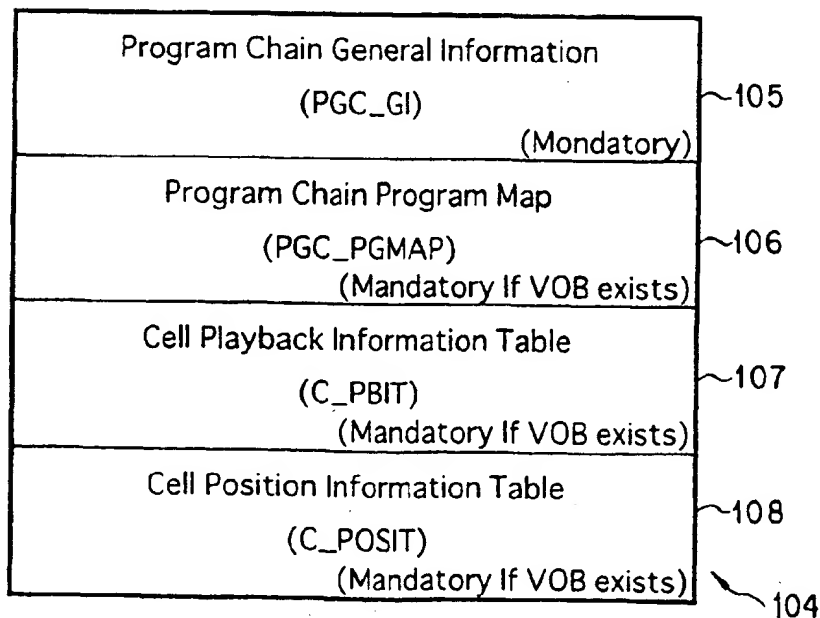 Program Chain General Information
(PGC_GI)
(Mondatory)
105
Program Chain Program Map
(PGC_PGMAP)
(Mandatory If VOB exists)
106
Cell Playback Information Table
(C_PBIT)
(Mandatory If VOB exists)
107
Cell Position Information Table
(C_POSIT)
(Mandatory If VOB exists)
108
104